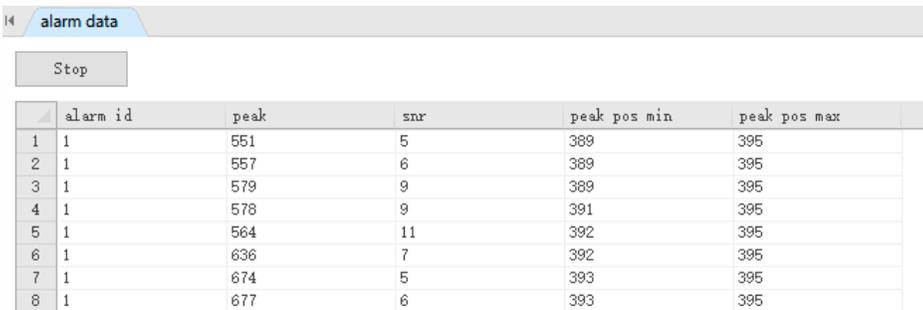 alarm data
Stop
alarm id peak snr peak pos min peak pos max
1 1 551 5 389 395
2 1 557 6 389 395
3 1 579 9 389 395
4 1 578 9 391 395
5 1 564 11 392 395
6 1 636 7 392 395
7 1 674 5 393 395
8 1 677 6 393 395